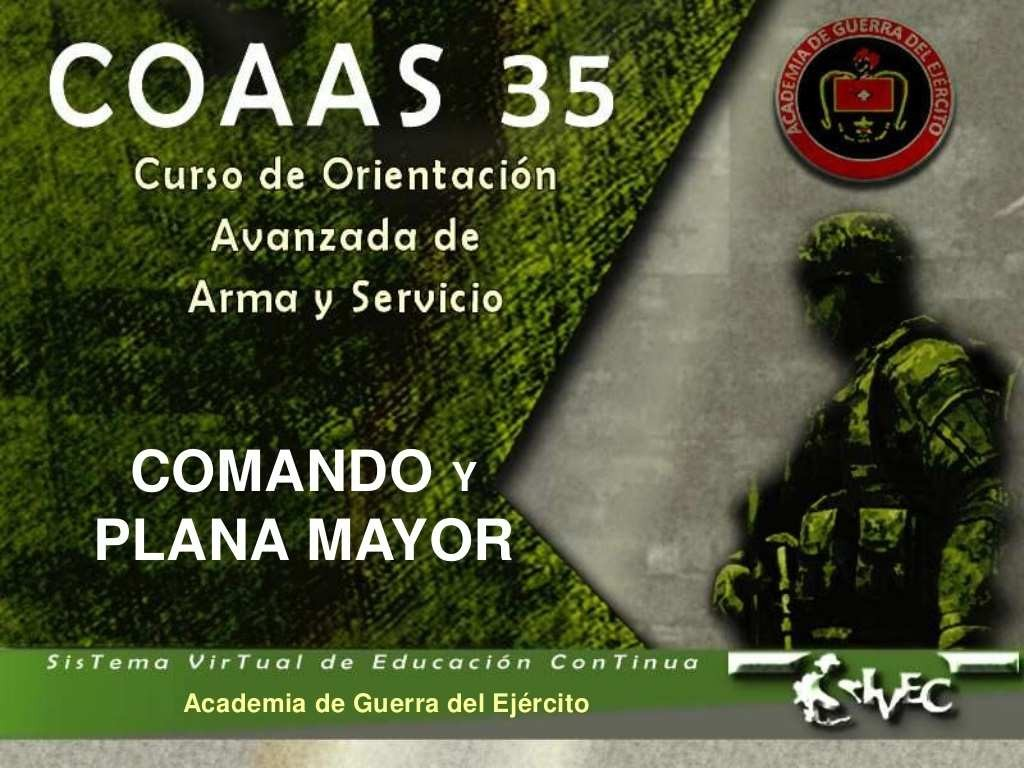 COAAS 35
ACADEMIA DE GUERRA DEL EJÉRCITO
Curso de Orientación
Avanzada de
Arma y Servicio
COMANDO Y
PLANA MAYOR
SisTema VirTual de Educación ConTinua
Academia de Guerra del Ejército